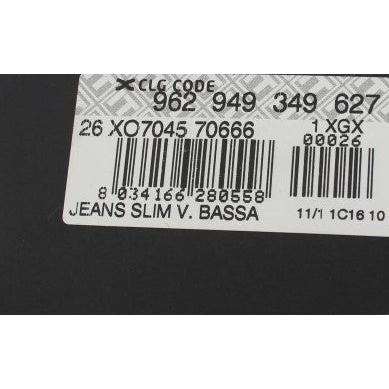 CLG CODE
962 949 349 627
26 XO7045 70666 1 XGX
00026
8 034166 280558
JEANS SLIM V. BASSA 11/1 1C16 10